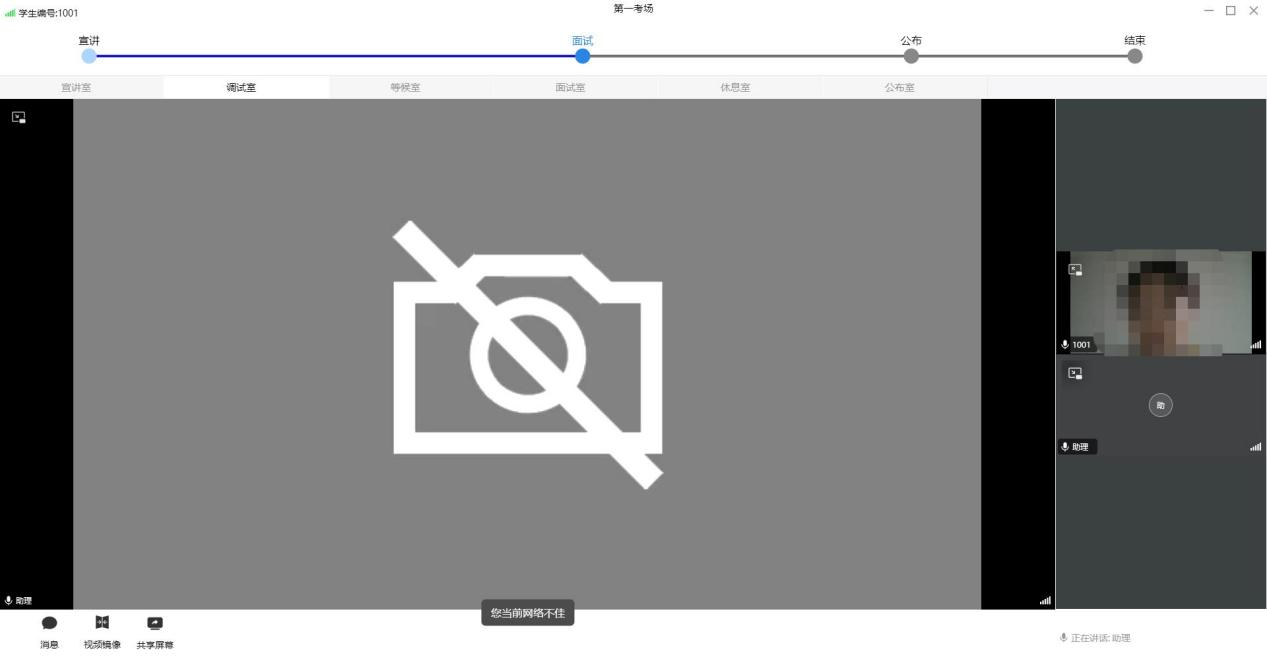 学生编号:1001
第一考场
宣讲
面试
公布
结束
宣讲室
调试室
等候室
面试室
休息室
公布室
1001
助
助理
助理
您当前网络不佳
消息
视频镜像
共享屏幕
正在讲话: 助理